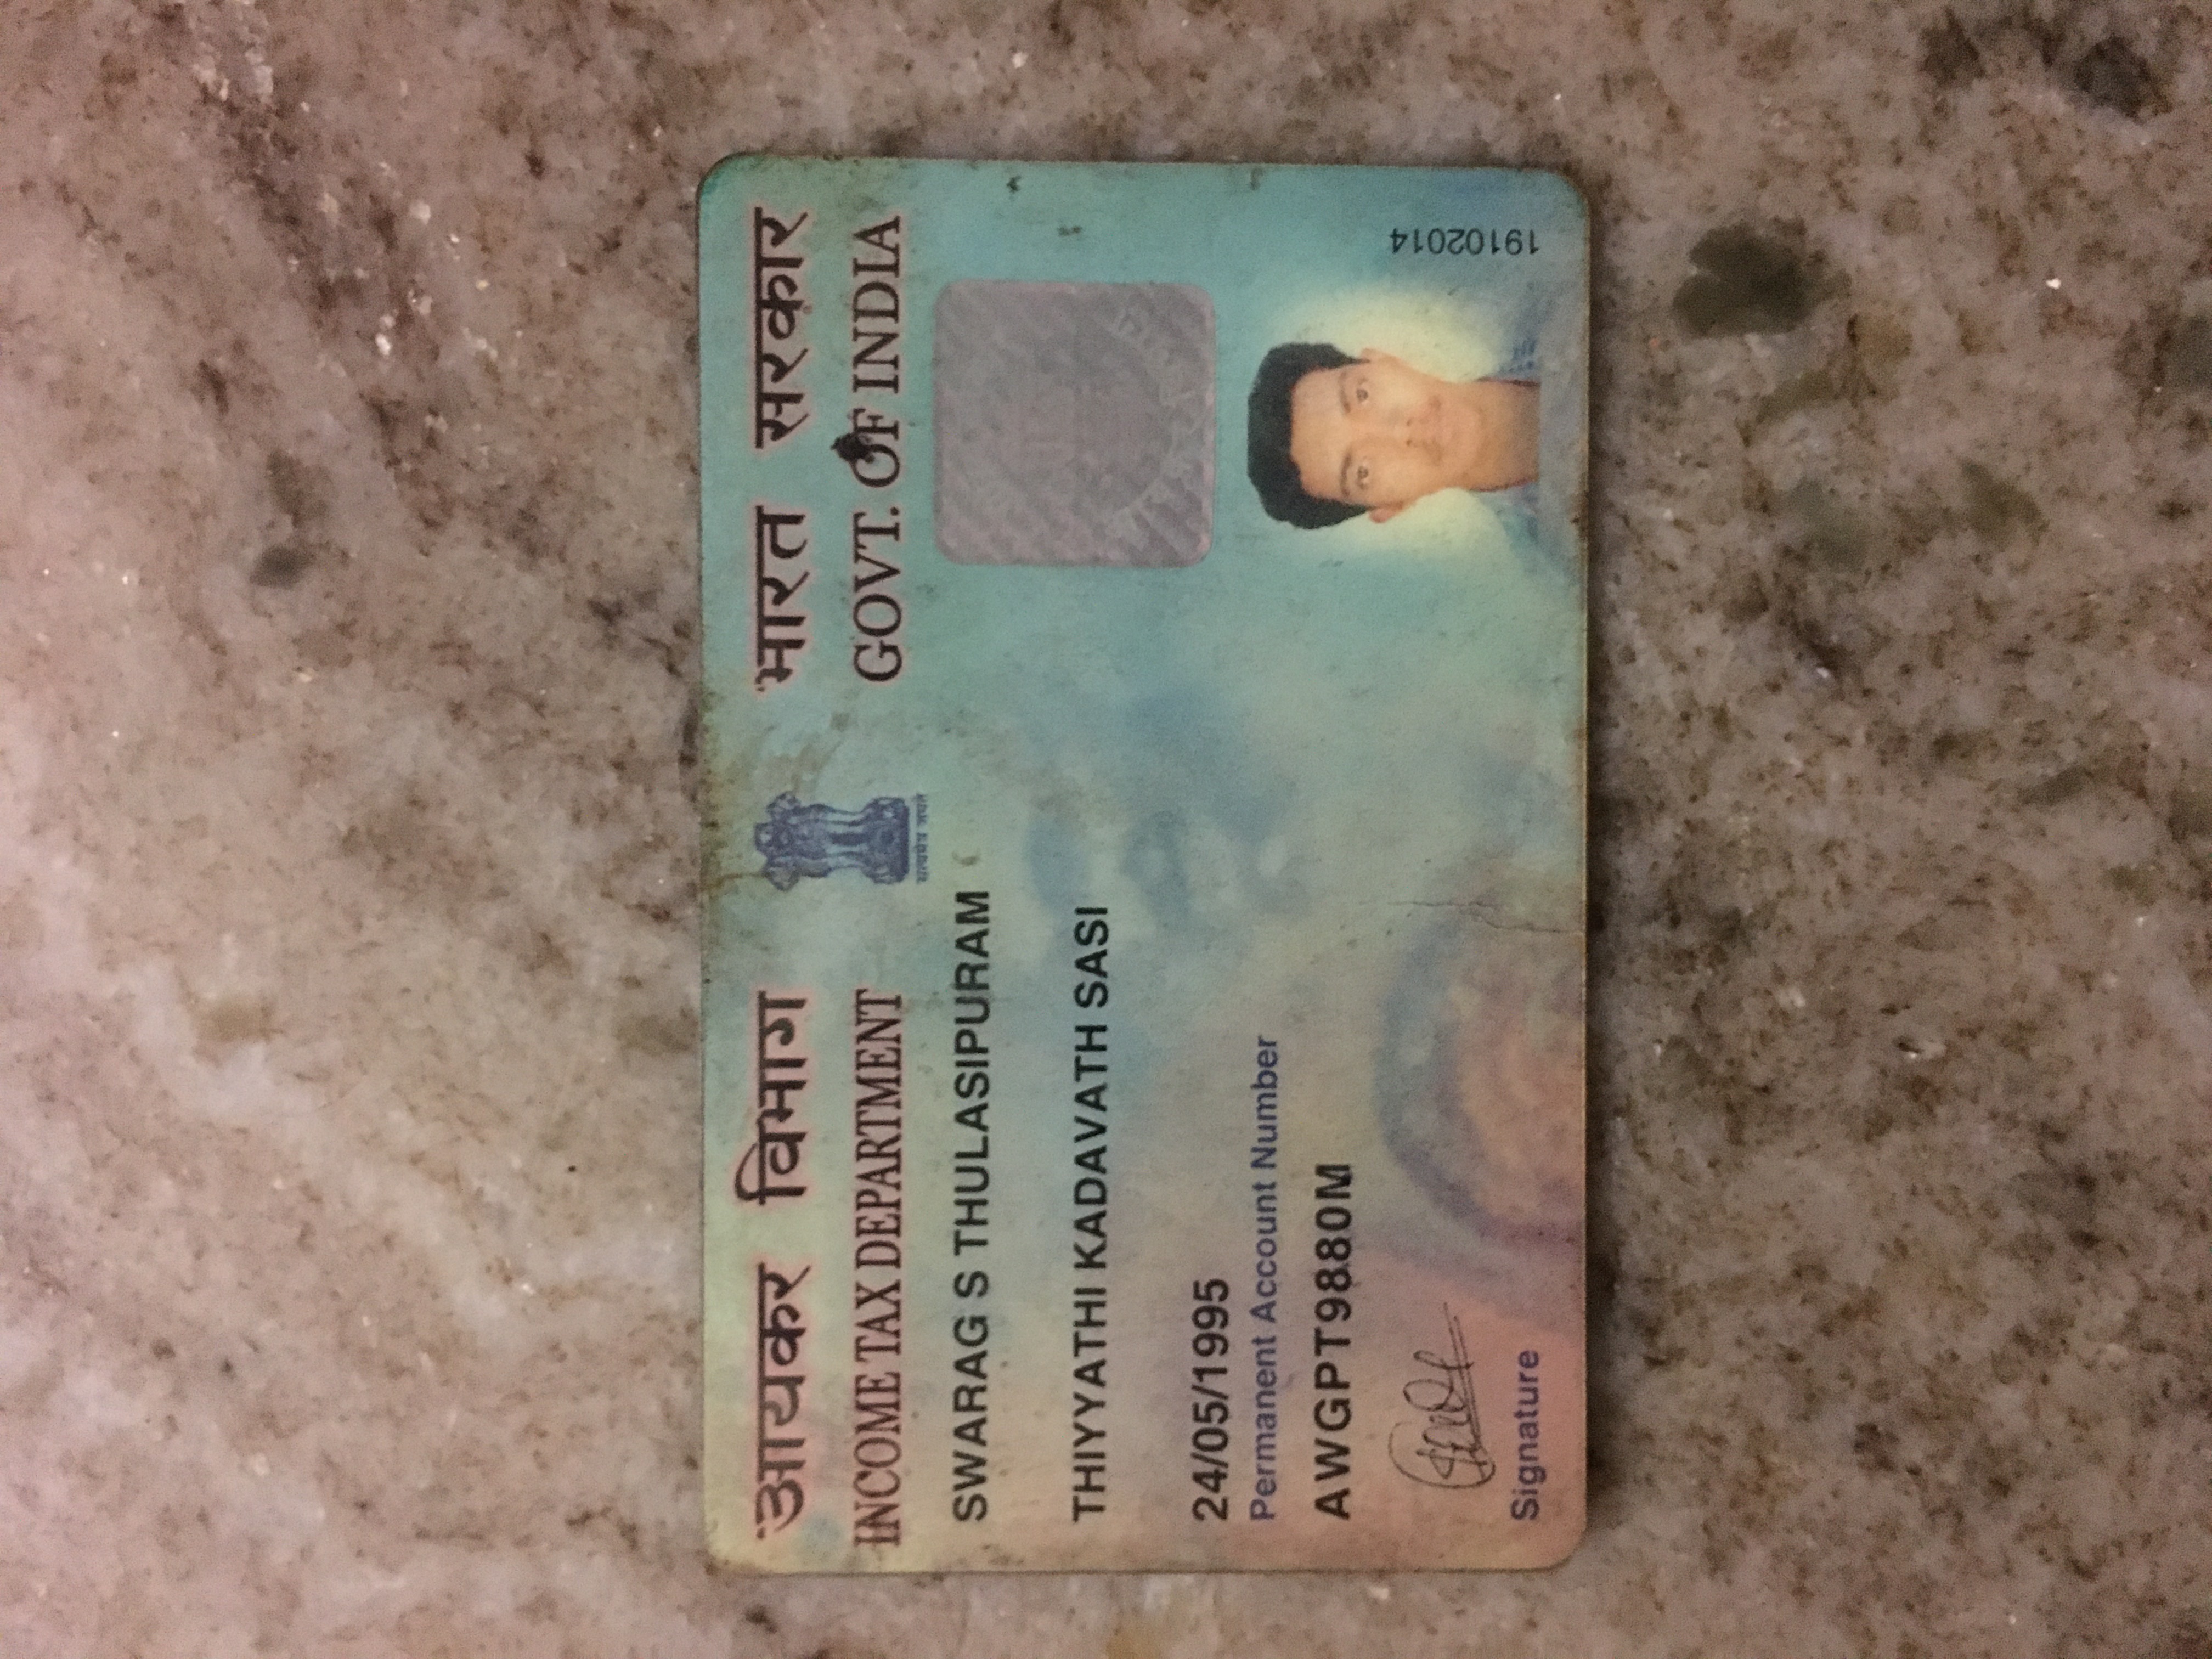 आयकर विभाग
INCOME TAX DEPARTMENT
सत्यमेव जयते
भारत सरकार
GOVT. OF INDIA
SWARAG S THULASIPURAM
THIYYATHI KADAVATH SASI
24/05/1995
Permanent Account Number
AWGPT9880M
Signature
19102014